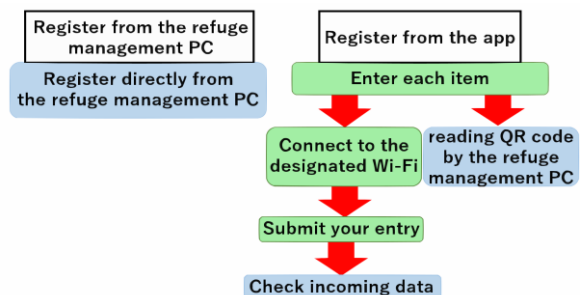 Register from the refuge
management PC
Register directly from
the refuge management PC
Register from the app
Enter each item
Connect to the
designated Wi-Fi
reading QR code
by the refuge
management PC
Submit your entry
Check incoming data